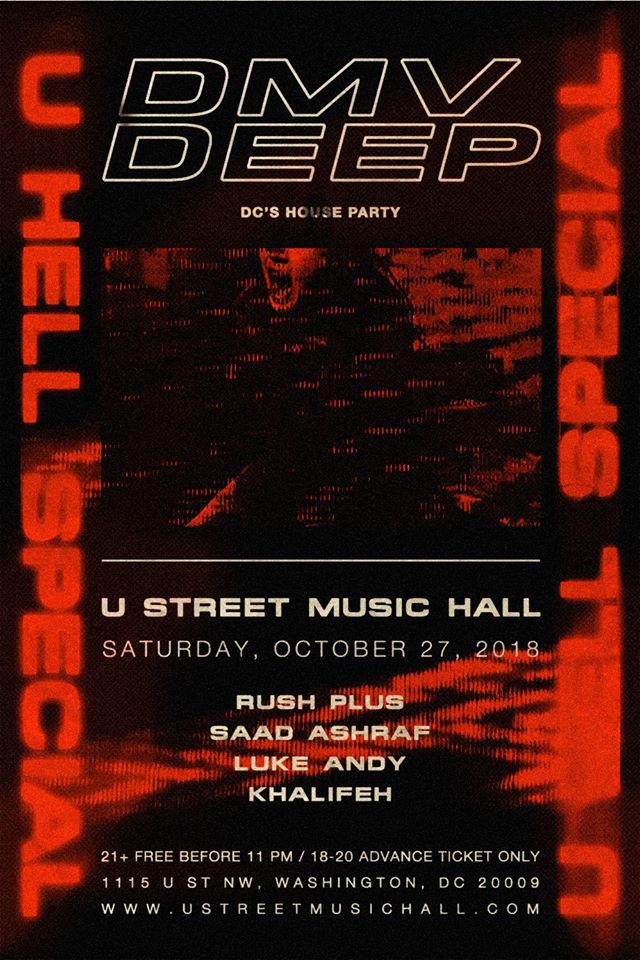 DMV
DEEP
DC'S HOUSE PARTY
U HELL SPECIAL
U HELL SPECIAL
U STREET MUSIC HALL
SATURDAY, OCTOBER 27, 2018
RUSH PLUS
SAAD ASHRAF
LUKE ANDY
KHALIFEH
21+ FREE BEFORE 11 PM / 18-20 ADVANCE TICKET ONLY
1115 U ST NW, WASHINGTON, DC 20009
WWW.USTREETMUSICHALL.COM